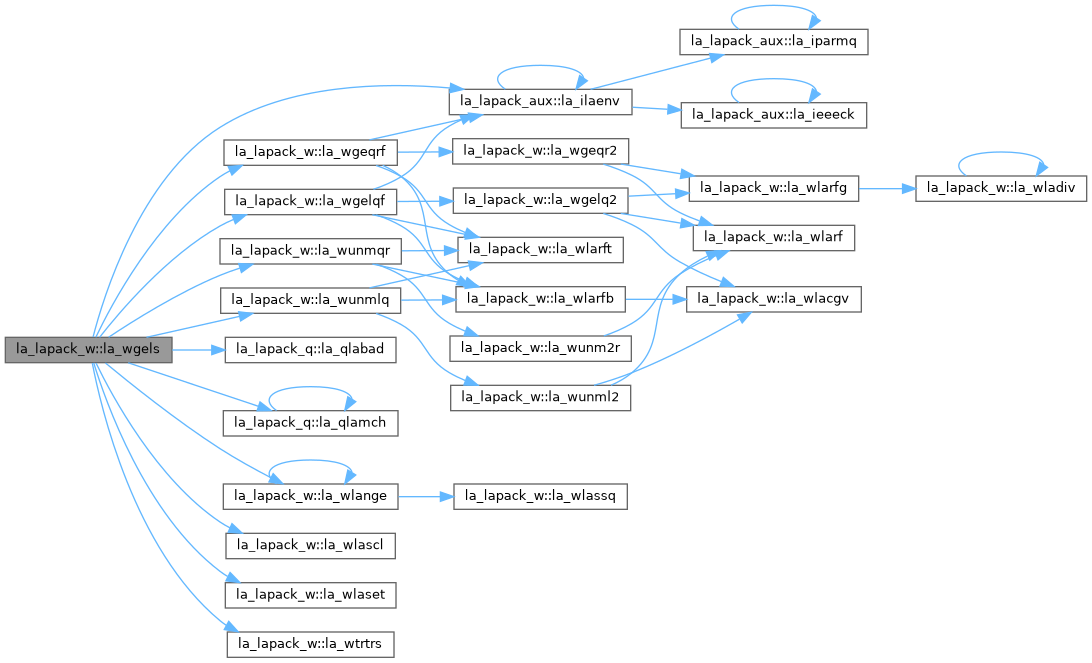 la_lapack_w::la_wgels
la_lapack_w::la_wgeqrf
la_lapack_w::la_wgelqf
la_lapack_w::la_wunmqr
la_lapack_w::la_wunmlq
la_lapack_q::la_qlabad
la_lapack_q::la_qlamch
la_lapack_w::la_wlange
la_lapack_w::la_wlascl
la_lapack_w::la_wlaset
la_lapack_w::la_wtrtrs
la_lapack_aux::la_ilaenv
la_lapack_w::la_wgeqr2
la_lapack_w::la_wgelq2
la_lapack_w::la_wlarft
la_lapack_w::la_wlarfb
la_lapack_w::la_wunm2r
la_lapack_w::la_wunml2
la_lapack_w::la_wlassq
la_lapack_aux::la_iparmq
la_lapack_aux::la_ieeeck
la_lapack_w::la_wlarfg
la_lapack_w::la_wlarf
la_lapack_w::la_wlacgv
la_lapack_w::la_wladiv